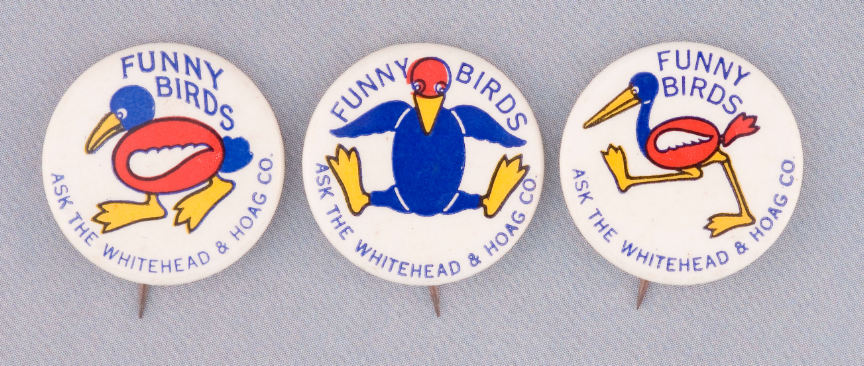 FUNNY
BIRDS
ASK THE WHITEHEAD & HOAG CO.
FUNNY BIRDS
ASK THE WHITEHEAD & HOAG CO.
FUNNY
BIRDS
ASK THE WHITEHEAD & HOAG CO.